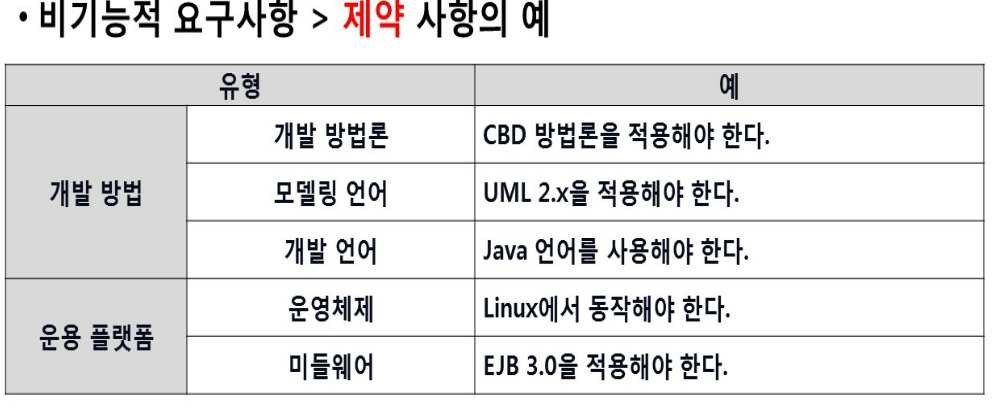 • 비기능적 요구사항 > 제약 사항의 예
유형 예
개발 방법 개발 방법론 CBD 방법론을 적용해야 한다.
모델링 언어 UML 2.x을 적용해야 한다.
개발 언어 Java 언어를 사용해야 한다.
운용 플랫폼 운영체제 Linux에서 동작해야 한다.
미들웨어 EJB 3.0을 적용해야 한다.